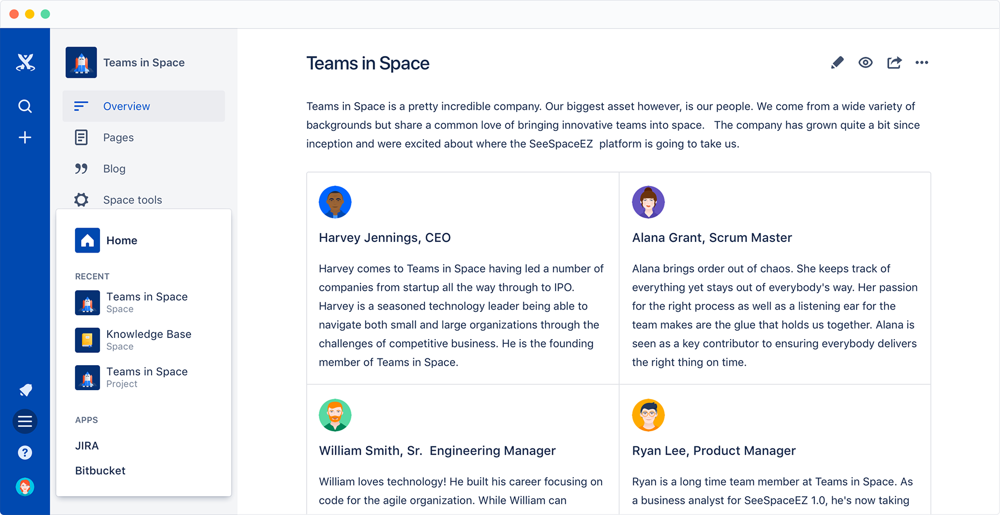 Teams in Space
Overview
Pages
Blog
Space tools
Home
RECENT
Teams in Space
Space
Knowledge Base
Space
Teams in Space
Project
APPS
JIRA
Bitbucket
?
Teams in Space
Teams in Space is a pretty incredible company. Our biggest asset however, is our people. We come from a wide variety of
backgrounds but share a common love of bringing innovative teams into space.   The company has grown quite a bit since
inception and were excited about where the SeeSpaceEZ  platform is going to take us.
Harvey Jennings, CEO
Harvey comes to Teams in Space having led a number of
companies from startup all the way through to IPO.
Harvey is a seasoned technology leader being able to
navigate both small and large organizations through the
challenges of competitive business. He is the founding
member of Teams in Space.
Alana Grant, Scrum Master
Alana brings order out of chaos. She keeps track of
everything yet stays out of everybody's way. Her passion
for the right process as well as a listening ear for the
team makes are the glue that holds us together. Alana is
seen as a key contributor to ensuring everybody delivers
the right thing on time.
William Smith, Sr.  Engineering Manager
William loves technology! He built his career focusing on
code for the agile organization. While William can
Ryan Lee, Product Manager
Ryan is a long time team member at Teams in Space. As
a business analyst for SeeSpaceEZ 1.0, he's now taking